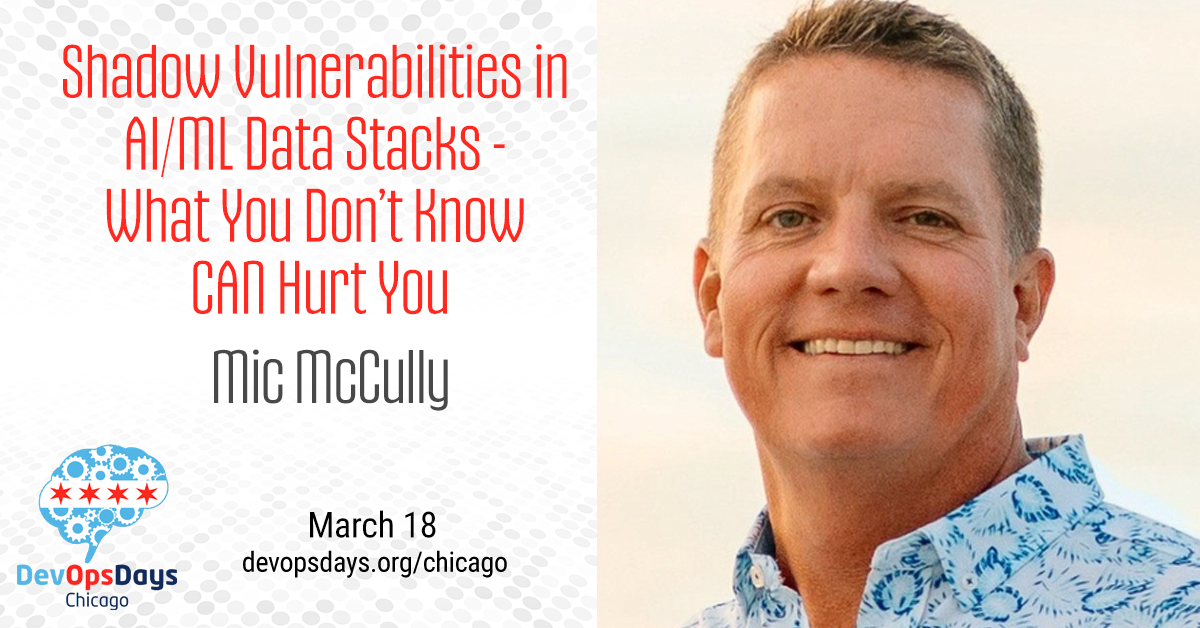 Shadow Vulnerabilities in
AI/ML Data Stacks -
What You Don't Know
CAN Hurt You
Mic McCully
DevOpsDays
Chicago
March 18
devopsdays.org/chicago